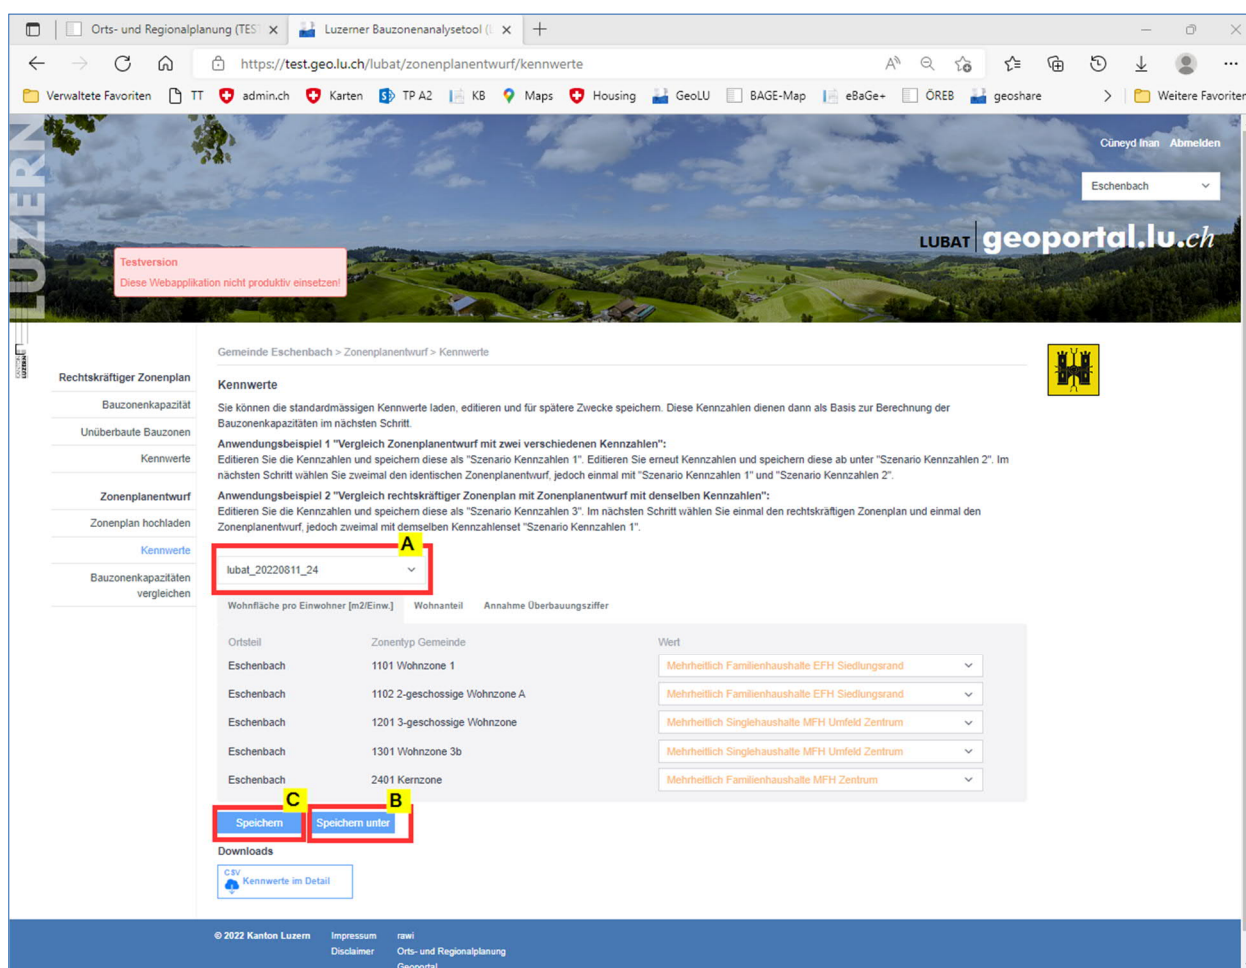 Orts- und Regionalplanung (TES
Luzerner Bauzonenanalysetool (L
https://test.geo.lu.ch/lubat/zonenplanentwurf/kennwerte
Verwaltete Favoriten TT admin.ch Karten TP A2 KB Maps Housing GeoLU BAGE-Map eBaGe+ ÖREB geoshare Weitere Favoriten
LUZERN
Cüneyd Inan Abmelden
Eschenbach
LUBAT geoportal.lu.ch
Testversion
Diese Webapplikation nicht produktiv einsetzen!
KANTON
LUZERN
Gemeinde Eschenbach > Zonenplanentwurf > Kennwerte
Rechtskräftiger Zonenplan
Bauzonenkapazität
Unüberbaute Bauzonen
Kennwerte
Zonenplanentwurf
Zonenplan hochladen
Kennwerte
Bauzonenkapazitäten
vergleichen
Kennwerte
Sie können die standardmässigen Kennwerte laden, editieren und für spätere Zwecke speichern. Diese Kennzahlen dienen dann als Basis zur Berechnung der
Bauzonenkapazitäten im nächsten Schritt.
Anwendungsbeispiel 1 "Vergleich Zonenplanentwurf mit zwei verschiedenen Kennzahlen":
Editieren Sie die Kennzahlen und speichern diese als "Szenario Kennzahlen 1". Editieren Sie erneut Kennzahlen und speichern diese ab unter "Szenario Kennzahlen 2". Im
nächsten Schritt wählen Sie zweimal den identischen Zonenplanentwurf, jedoch einmal mit "Szenario Kennzahlen 1" und "Szenario Kennzahlen 2".
Anwendungsbeispiel 2 "Vergleich rechtskräftiger Zonenplan mit Zonenplanentwurf mit denselben Kennzahlen":
Editieren Sie die Kennzahlen und speichern diese als "Szenario Kennzahlen 3". Im nächsten Schritt wählen Sie einmal den rechtskräftigen Zonenplan und einmal den
Zonenplanentwurf, jedoch zweimal mit demselben Kennzahlenset "Szenario Kennzahlen 1".
A
lubat_20220811_24
Wohnfläche pro Einwohner [m2/Einw.] Wohnanteil Annahme Überbauungsziffer
Ortsteil Zonentyp Gemeinde Wert
Eschenbach 1101 Wohnzone 1 Mehrheitlich Familienhaushalte EFH Siedlungsrand
Eschenbach 1102 2-geschossige Wohnzone A Mehrheitlich Familienhaushalte EFH Siedlungsrand
Eschenbach 1201 3-geschossige Wohnzone Mehrheitlich Singlehaushalte MFH Umfeld Zentrum
Eschenbach 1301 Wohnzone 3b Mehrheitlich Singlehaushalte MFH Umfeld Zentrum
Eschenbach 2401 Kernzone Mehrheitlich Familienhaushalte MFH Zentrum
C B
Speichern Speichern unter
Downloads
CSV
Kennwerte im Detail
© 2022 Kanton Luzern Impressum rawi
Disclaimer Orts- und Regionalplanung
Geoportal